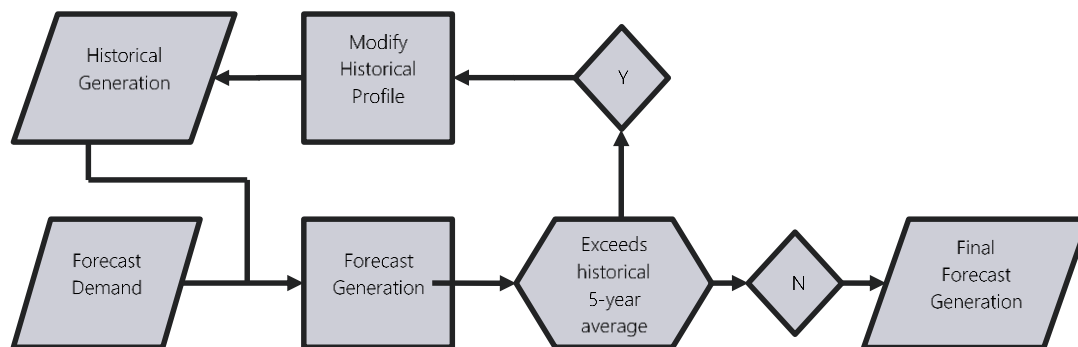 Historical
Generation
Modify
Historical
Profile
Y
Forecast
Demand
Forecast
Generation
Exceeds
historical
5-year
average
N
Final
Forecast
Generation